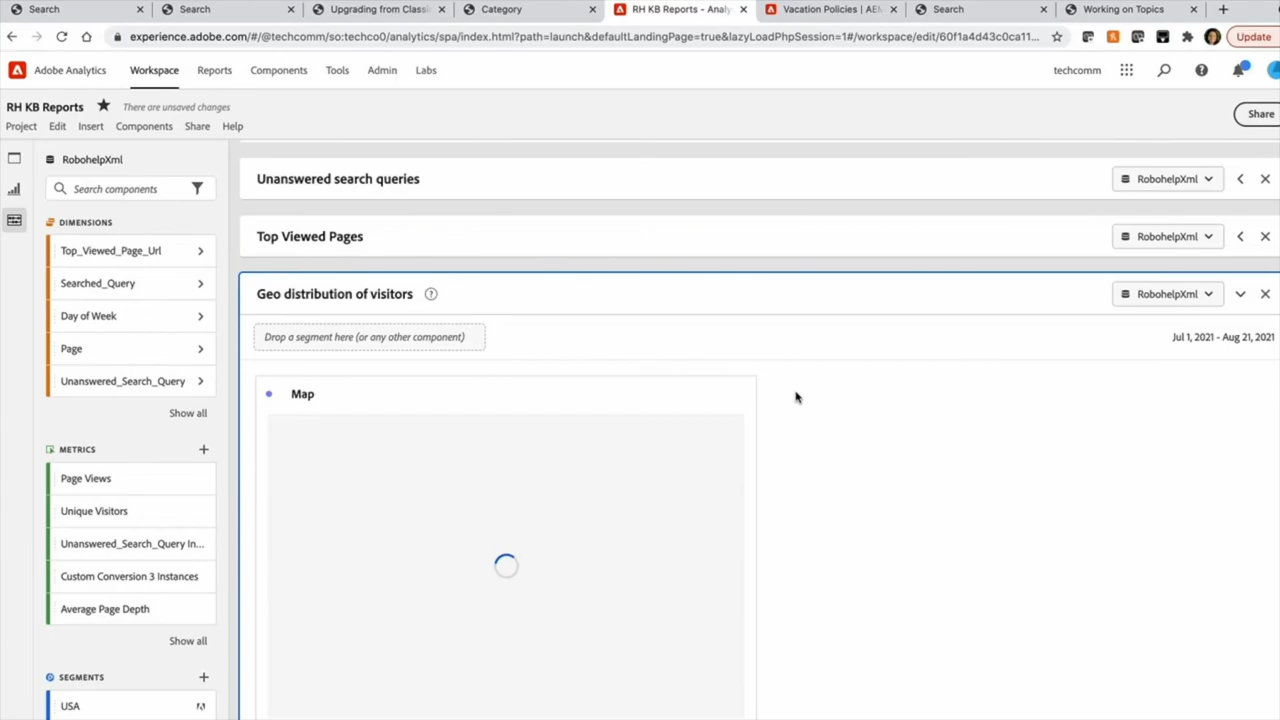 Search
Search
Upgrading from Classi
Category
RH KB Reports - Analy
Vacation Policies | AEM
Search
Working on Topics
experience.adobe.com/#/@techcomm/so:techco0/analytics/spa/index.html?path=launch&defaultLandingPage=true&lazyLoadPhpSession=1#/workspace/edit/60f1a4d43c0ca11...
Update
Adobe Analytics
Workspace
Reports
Components
Tools
Admin
Labs
techcomm
RH KB Reports
There are unsaved changes
Project
Edit
Insert
Components
Share
Help
Share
RobohelpXml
Search components
DIMENSIONS
Top_Viewed_Page_Url
Searched_Query
Day of Week
Page
Unanswered_Search_Query
Show all
METRICS
Page Views
Unique Visitors
Unanswered_Search_Query In...
Custom Conversion 3 Instances
Average Page Depth
Show all
SEGMENTS
USA
Unanswered search queries
RobohelpXml
Top Viewed Pages
RobohelpXml
Geo distribution of visitors
RobohelpXml
Drop a segment here (or any other component)
Jul 1, 2021 - Aug 21, 2021
Map